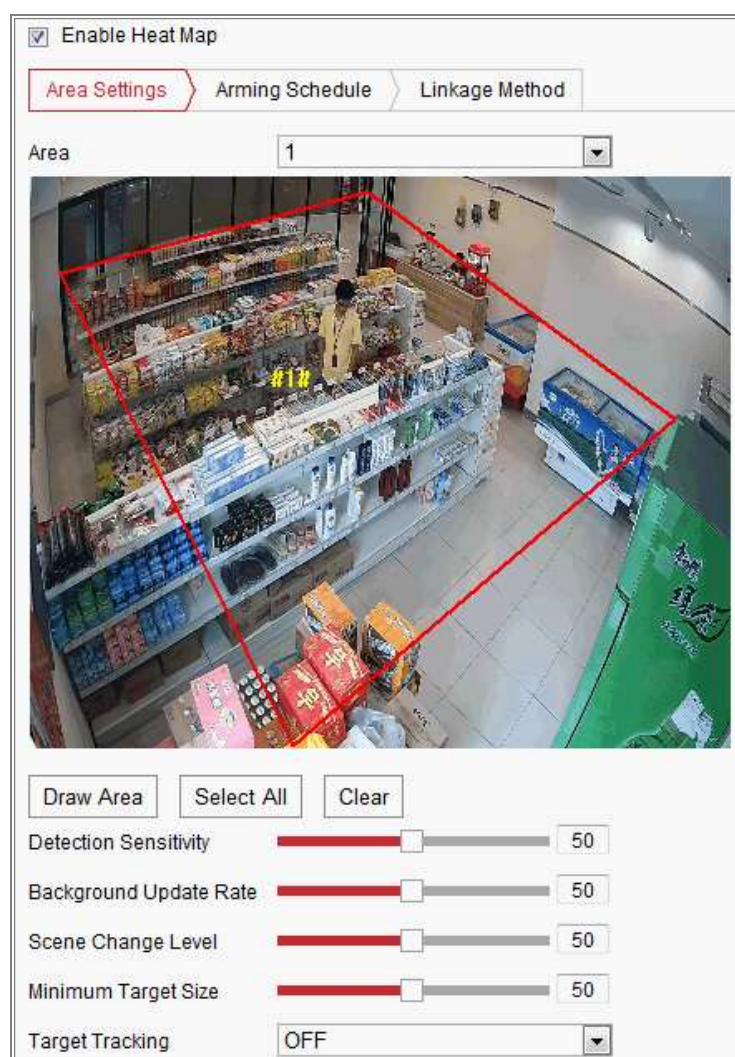 Enable Heat Map
Area Settings
Arming Schedule
Linkage Method
Area
1
#1#
Draw Area
Select All
Clear
Detection Sensitivity
50
Background Update Rate
50
Scene Change Level
50
Minimum Target Size
50
Target Tracking
OFF